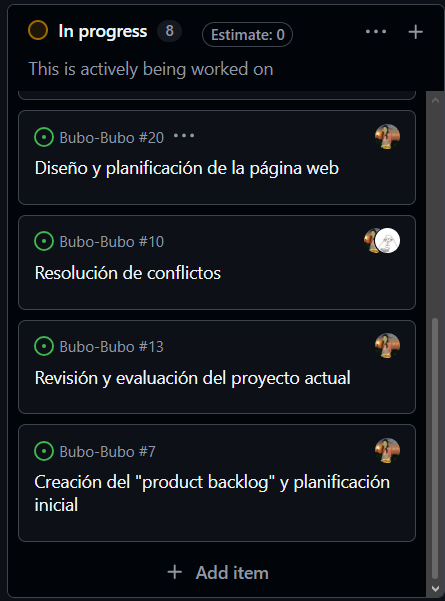 In progress 8 Estimate: 0
This is actively being worked on
Bubo-Bubo #20
Diseño y planificación de la página web
Bubo-Bubo #10
Resolución de conflictos
Bubo-Bubo #13
Revisión y evaluación del proyecto actual
Bubo-Bubo #7
Creación del "product backlog" y planificación
inicial
+ Add item